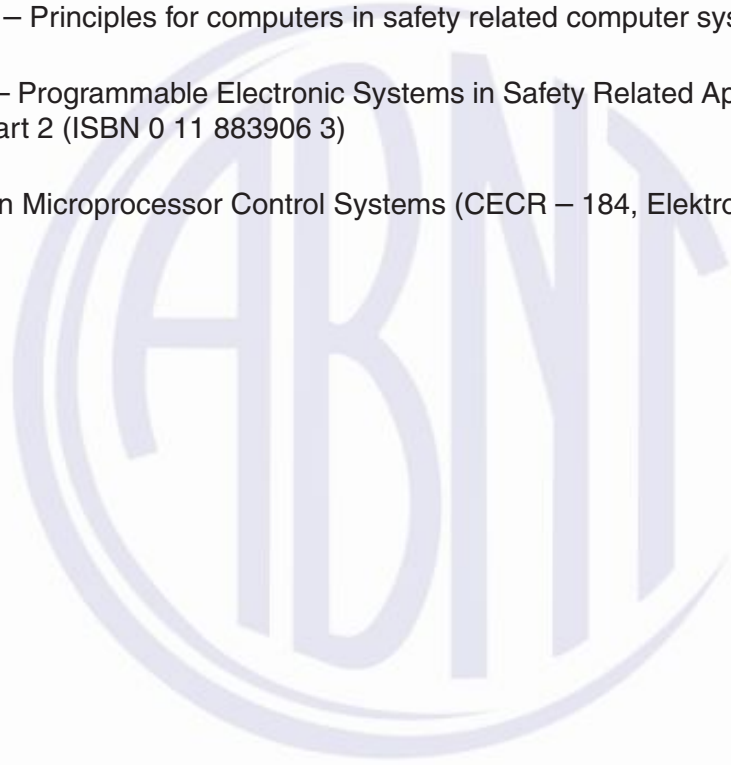 – Principles for computers in safety related computer sys
– Programmable Electronic Systems in Safety Related Ap
art 2 (ISBN 0 11 883906 3)
n Microprocessor Control Systems (CECR – 184, Elektro
ABNT